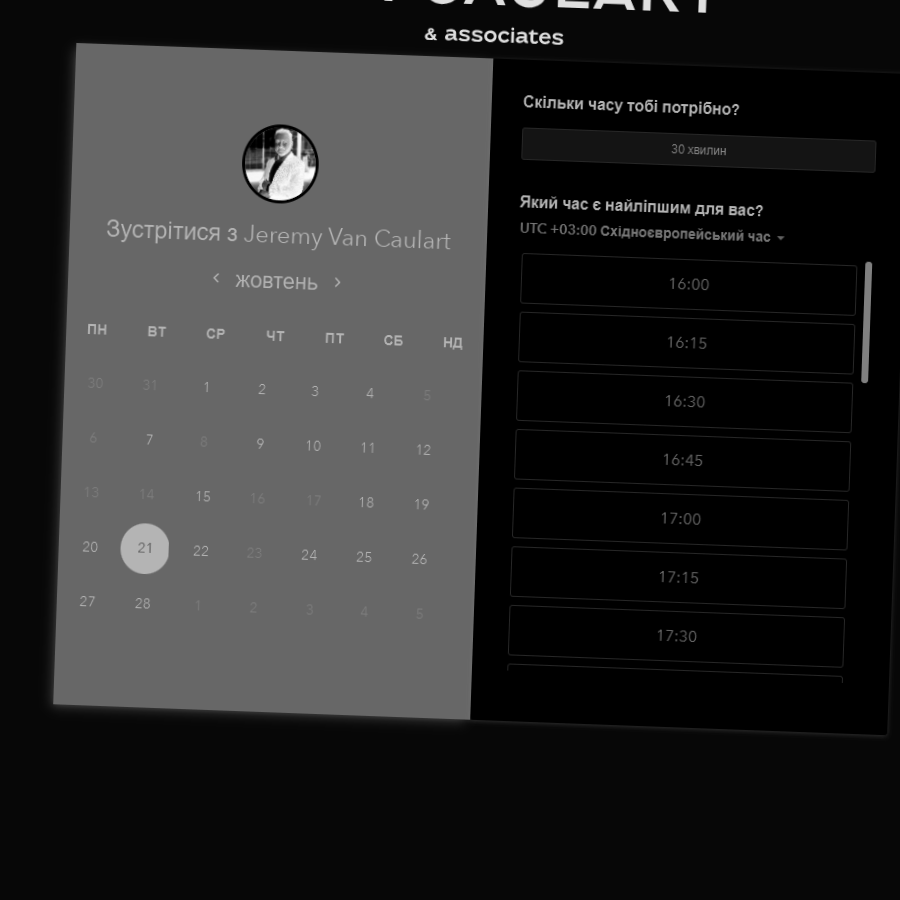 CAULART
& associates
Зустрітися з Jeremy Van Caulart
жовтень
ПН ВТ СР ЧТ ПТ СБ НД
30 31 1 2 3 4 5
6 7 8 9 10 11 12
13 14 15 16 17 18 19
20 21 22 23 24 25 26
27 28 1 2 3 4 5
Скільки часу тобі потрібно?
30 хвилин
Який час є найліпшим для вас?
UTC +03:00 Східноєвропейський час
16:00
16:15
16:30
16:45
17:00
17:15
17:30